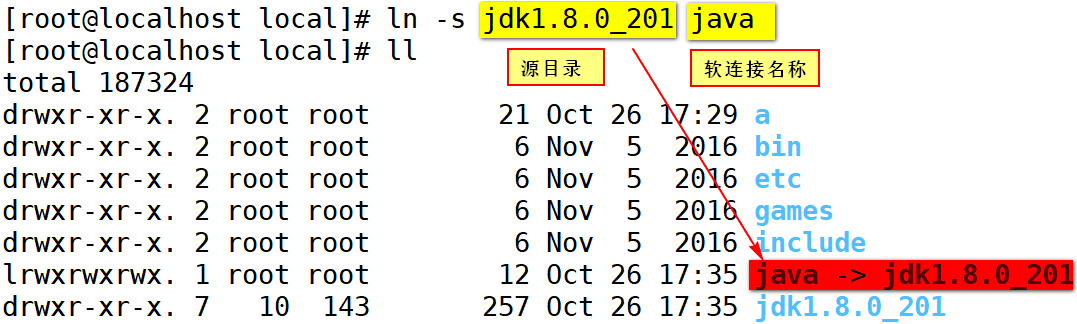 [root@localhost local]# ln -s jdk1.8.0_201 java
[root@localhost local]# ll
源目录 软连接名称
total 187324
drwxr-xr-x. 2 root root 21 Oct 26 17:29 a
drwxr-xr-x. 2 root root 6 Nov 5 2016 bin
drwxr-xr-x. 2 root root 6 Nov 5 2016 etc
drwxr-xr-x. 2 root root 6 Nov 5 2016 games
drwxr-xr-x. 2 root root 6 Nov 5 2016 include
lrwxrwxrwx. 1 root root 12 Oct 26 17:35 java -> jdk1.8.0_201
drwxr-xr-x. 7 10 143 257 Oct 26 17:35 jdk1.8.0_201